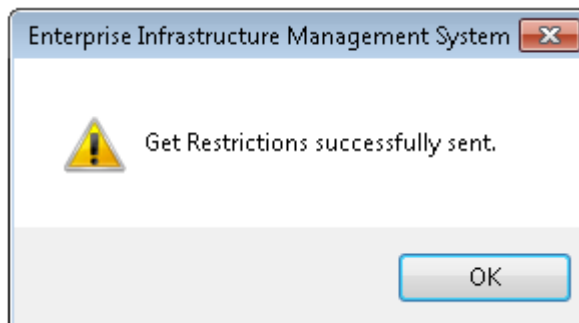 Enterprise Infrastructure Management System
Get Restrictions successfully sent.
OK